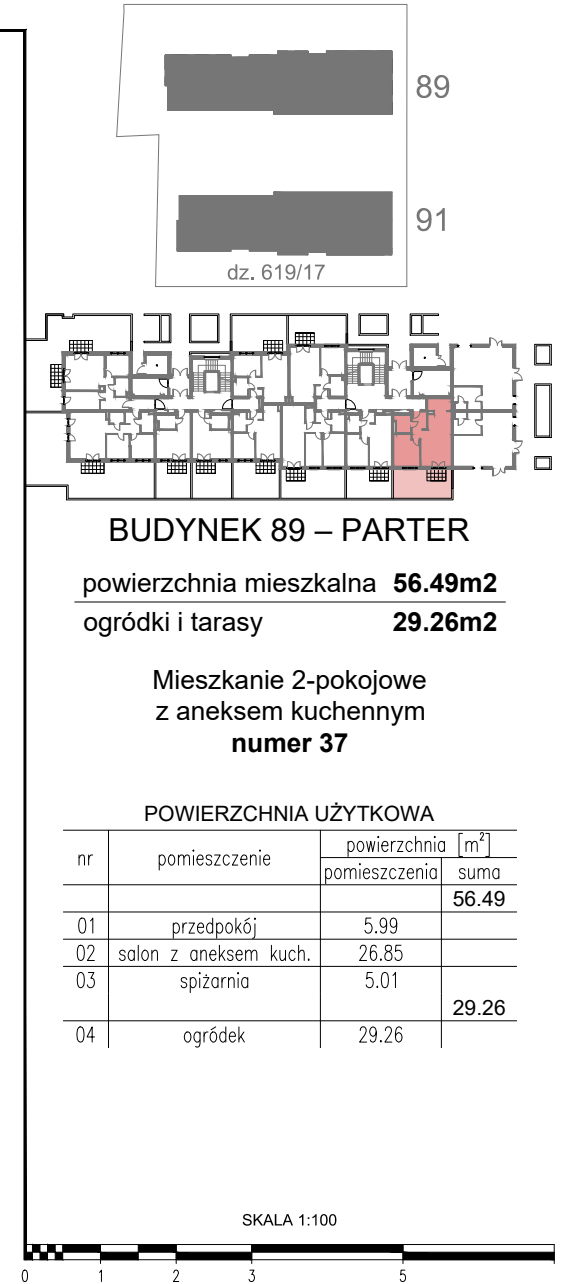 89
91
dz. 619/17
BUDYNEK 89 – PARTER
powierzchnia mieszkalna 56.49m2
ogródki i tarasy 29.26m2
Mieszkanie 2-pokojowe
z aneksem kuchennym
numer 37
POWIERZCHNIA UŻYTKOWA
nr pomieszczenie powierzchnia [m²]
pomieszczenia suma
56.49
01 przedpokój 5.99
02 salon z aneksem kuch. 26.85
03 spiżarnia 5.01
29.26
04 ogródek 29.26
SKALA 1:100
0 1 2 3 5